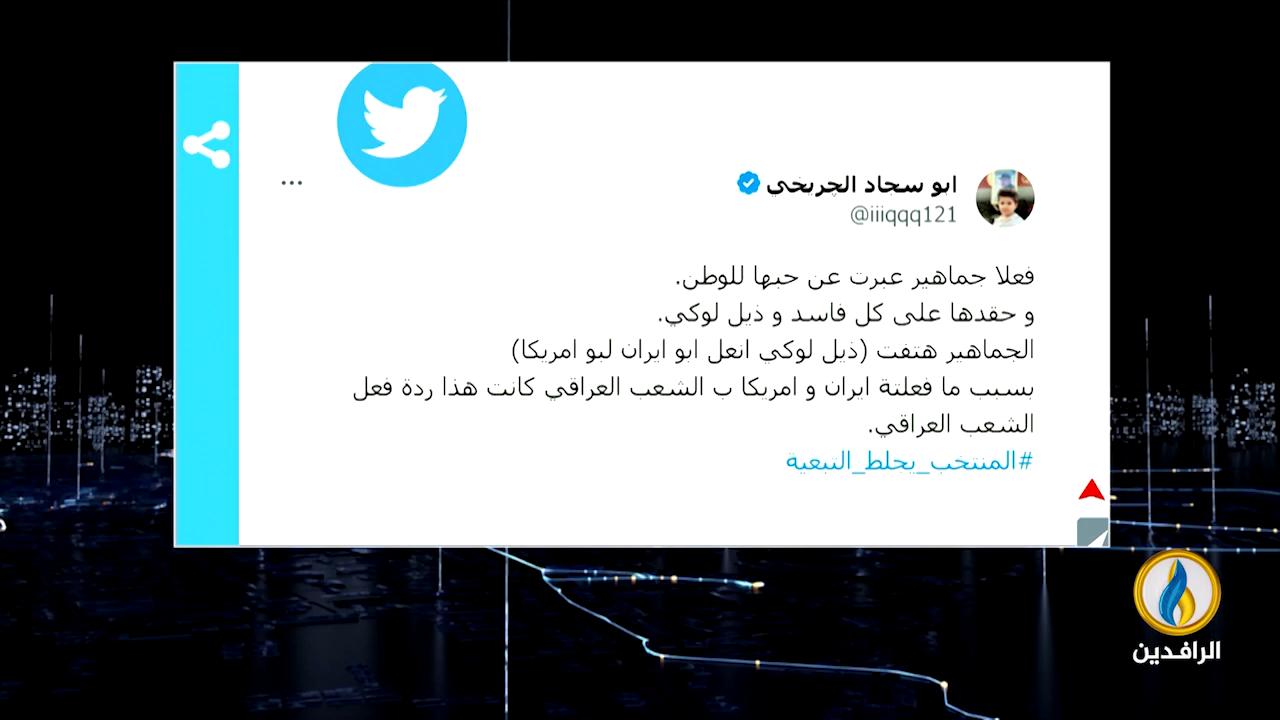 ابو سجاد الچريخي
@iiiqqq121
فعلا جماهير عبرت عن حبها للوطن.
و حقدها على كل فاسد و ذيل لوكي.
الجماهير هتفت (ذيل لوكي انعل ابو ايران لبو امريكا)
بسبب ما فعلتة ايران و امريكا ب الشعب العراقي كانت هذا ردة فعل
الشعب العراقي.
#المنتخب_يحلط_التبعية
الرافدين